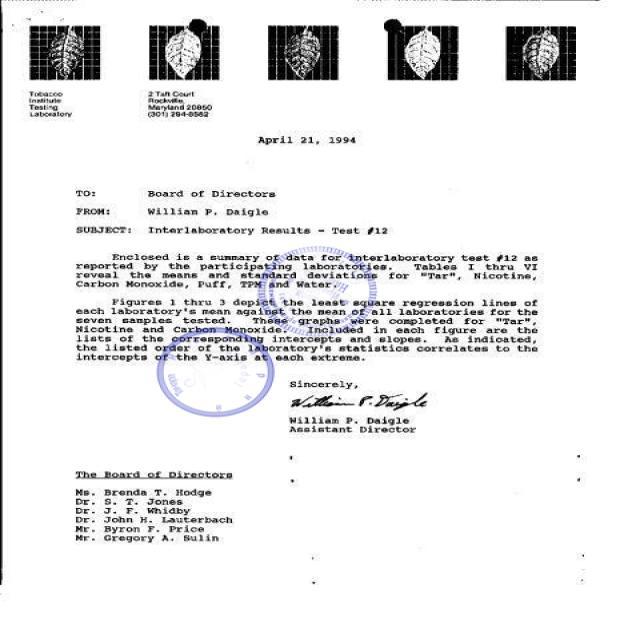 Tobacco
Institute
Testing
Laboratory
2 Taft Court
Rockville,
Maryland 20850
(301) 294-8582
April 21, 1994
TO: Board of Directors
FROM: William P. Daigle
SUBJECT: Interlaboratory Results - Test #12
Enclosed is a summary of data for interlaboratory test #12 as
reported by the participating laboratories. Tables I thru VI
reveal the means and standard deviations for "Tar", Nicotine,
Carbon Monoxide, Puff, TPM and Water.
Figures 1 thru 3 depict the least square regression lines of
each laboratory's mean against the mean of all laboratories for the
seven samples tested. These graphs were completed for "Tar",
Nicotine and Carbon Monoxide. Included in each figure are the
lists of the corresponding intercepts and slopes. As indicated,
the listed order of the laboratory's statistics correlates to the
intercepts of the Y-axis at each extreme.
Sincerely,
William P. Daigle
William P. Daigle
Assistant Director
The Board of Directors
Ms. Brenda T. Hodge
Dr. S. T. Jones
Dr. J. F. Whidby
Dr. John H. Lauterbach
Mr. Byron F. Price
Mr. Gregory A. Sulin